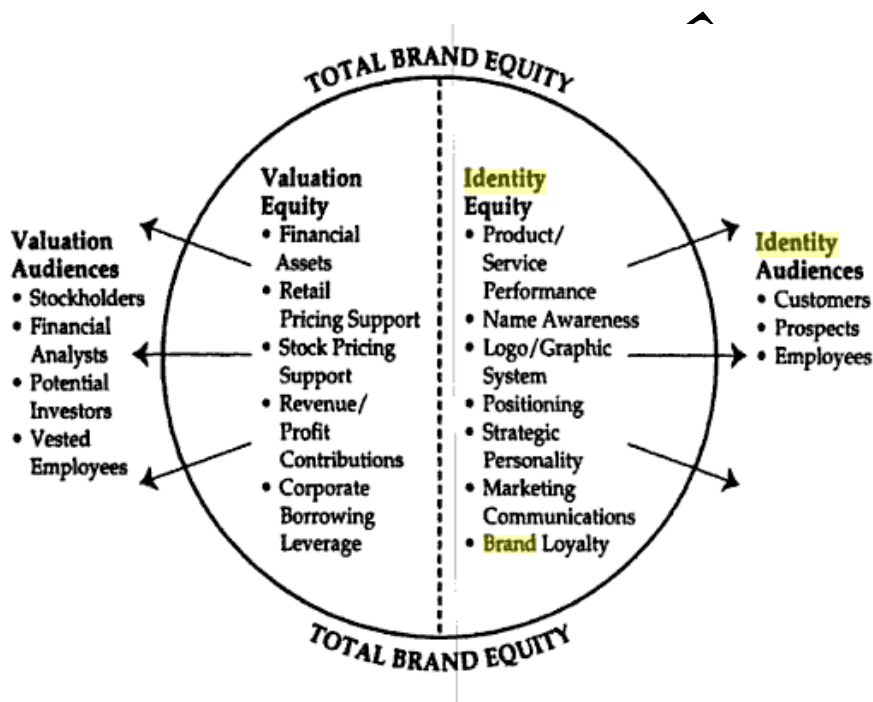 TOTAL BRAND EQUITY
Valuation
Audiences
• Stockholders
• Financial
Analysts
• Potential
Investors
• Vested
Employees
Valuation
Equity
• Financial
Assets
• Retail
Pricing Support
• Stock Pricing
Support
• Revenue/
Profit
Contributions
• Corporate
Borrowing
Leverage
Identity
Equity
• Product/
Service
Performance
• Name Awareness
• Logo/Graphic
System
• Positioning
• Strategic
Personality
• Marketing
Communications
• Brand Loyalty
Identity
Audiences
• Customers
• Prospects
• Employees
TOTAL BRAND EQUITY